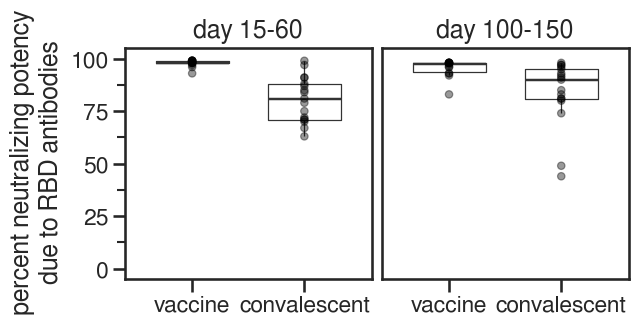 day 15-60
day 100-150
percent neutralizing potency
due to RBD antibodies
100
75
50
25
0
vaccine convalescent
vaccine convalescent